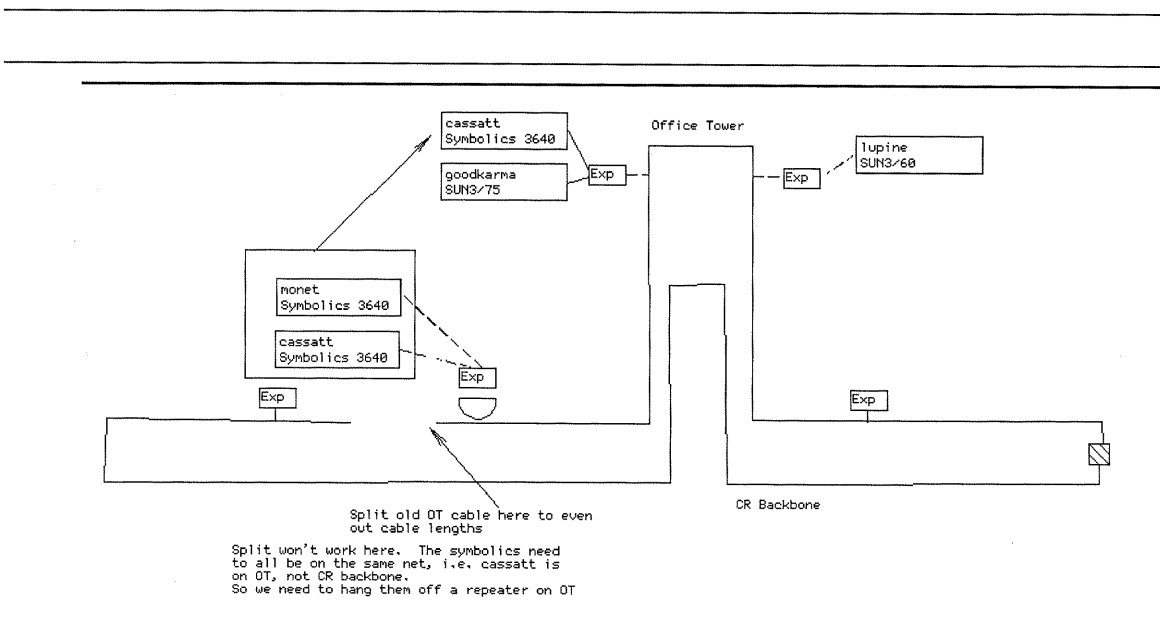 cassatt
Symbolics 3640
Office Tower
lupine
SUN3/60
goodkarma
SUN3/75
Exp
Exp
monet
Symbolics 3640
cassatt
Symbolics 3640
Exp
Exp
Exp
CR Backbone
Split old OT cable here to even
out cable lengths
Split won't work here.  The symbolics need
to all be on the same net, i.e. cassatt is
on OT, not CR backbone.
So we need to hang them off a repeater on OT